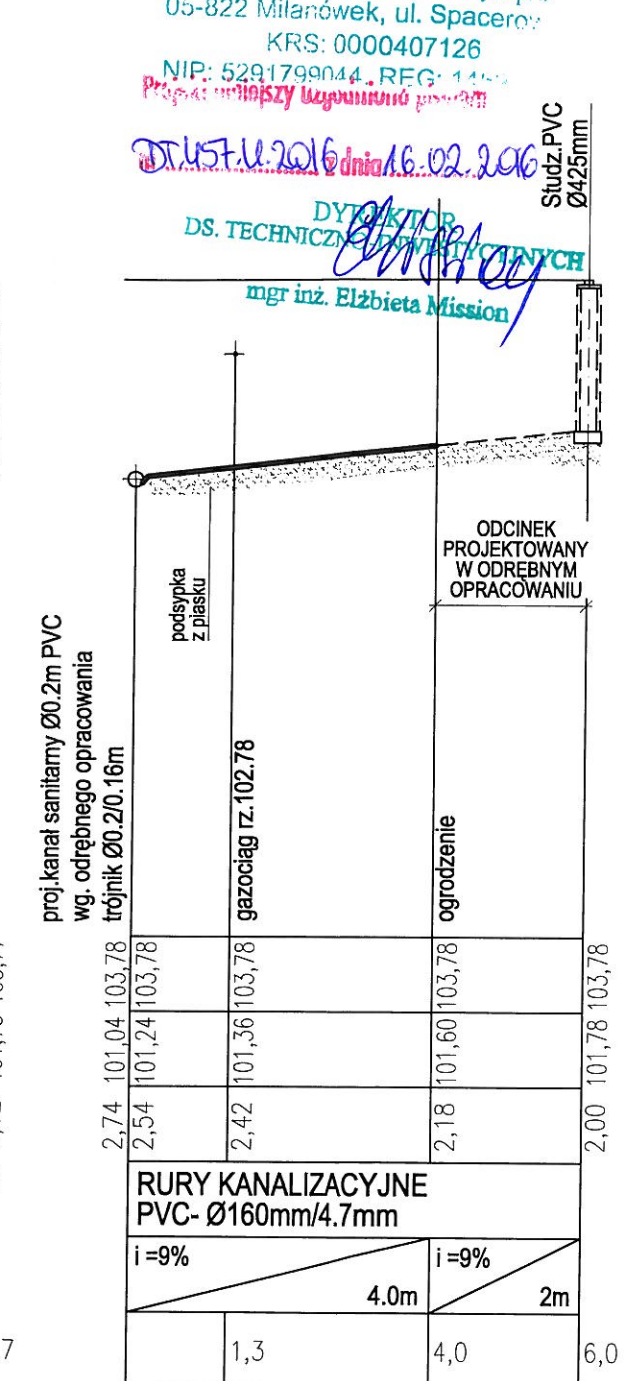 05-822 Milanówek, ul. Spacerow
KRS: 0000407126
NIP: 5291799044, REG:
DT.457.U.2016 z dnia 16.02.2016
DYREKTOR
DS. TECHNICZNO-INWESTYCYJNYCH
mgr inż. Elżbieta Mission
Studz.PVC
Ø425mm
ODCINEK
PROJEKTOWANY
W ODRĘBNYM
OPRACOWANIU
podsypka
z piasku
proj.kanał sanitarny Ø0.2m PVC
wg. odrębnego opracowania
trójnik Ø0.2/0.16m
gazociąg rz.102.78
ogrodzenie
103,78 103,78 103,78 103,78 103,78
101,04 101,24 101,36 101,60 101,78
2,74 2,54 2,42 2,18 2,00
RURY KANALIZACYJNE
PVC- Ø160mm/4.7mm
i =9% 4.0m i =9% 2m
7 1,3 4,0 6,0